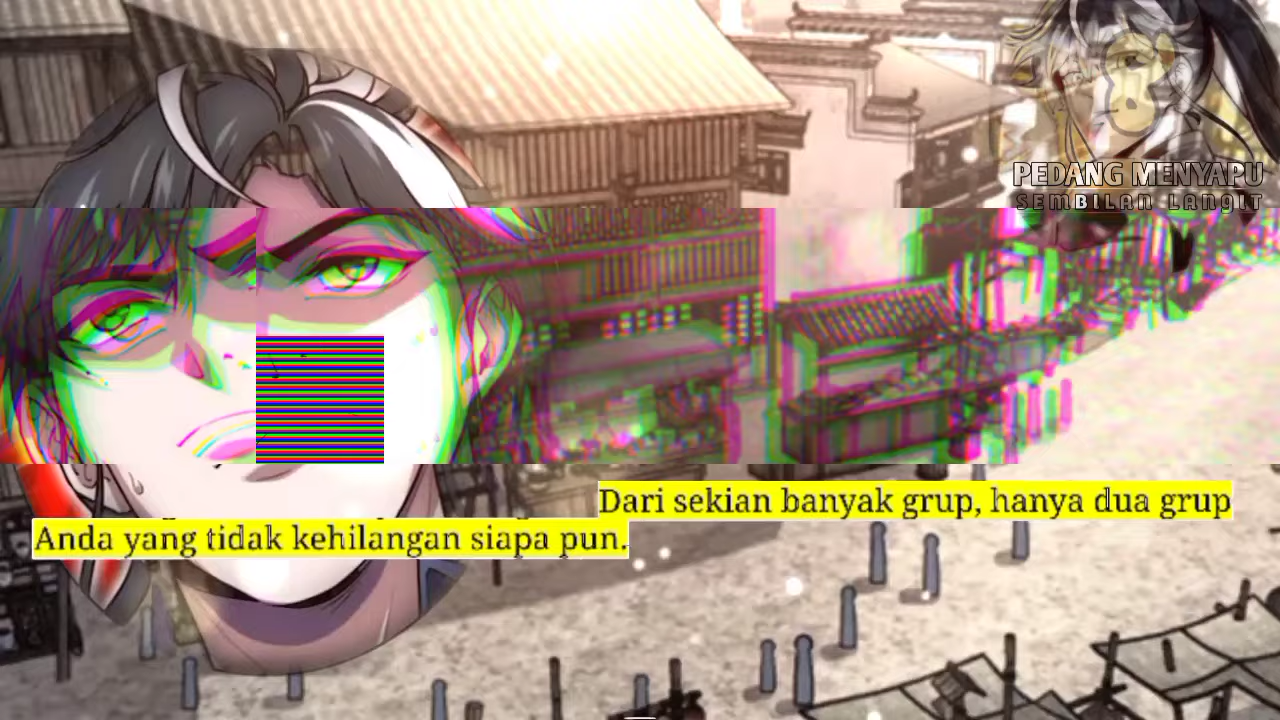 PEDANG MENYAPU
SEMBILAN LANGIT
Dari sekian banyak grup, hanya dua grup
Anda yang tidak kehilangan siapa pun.